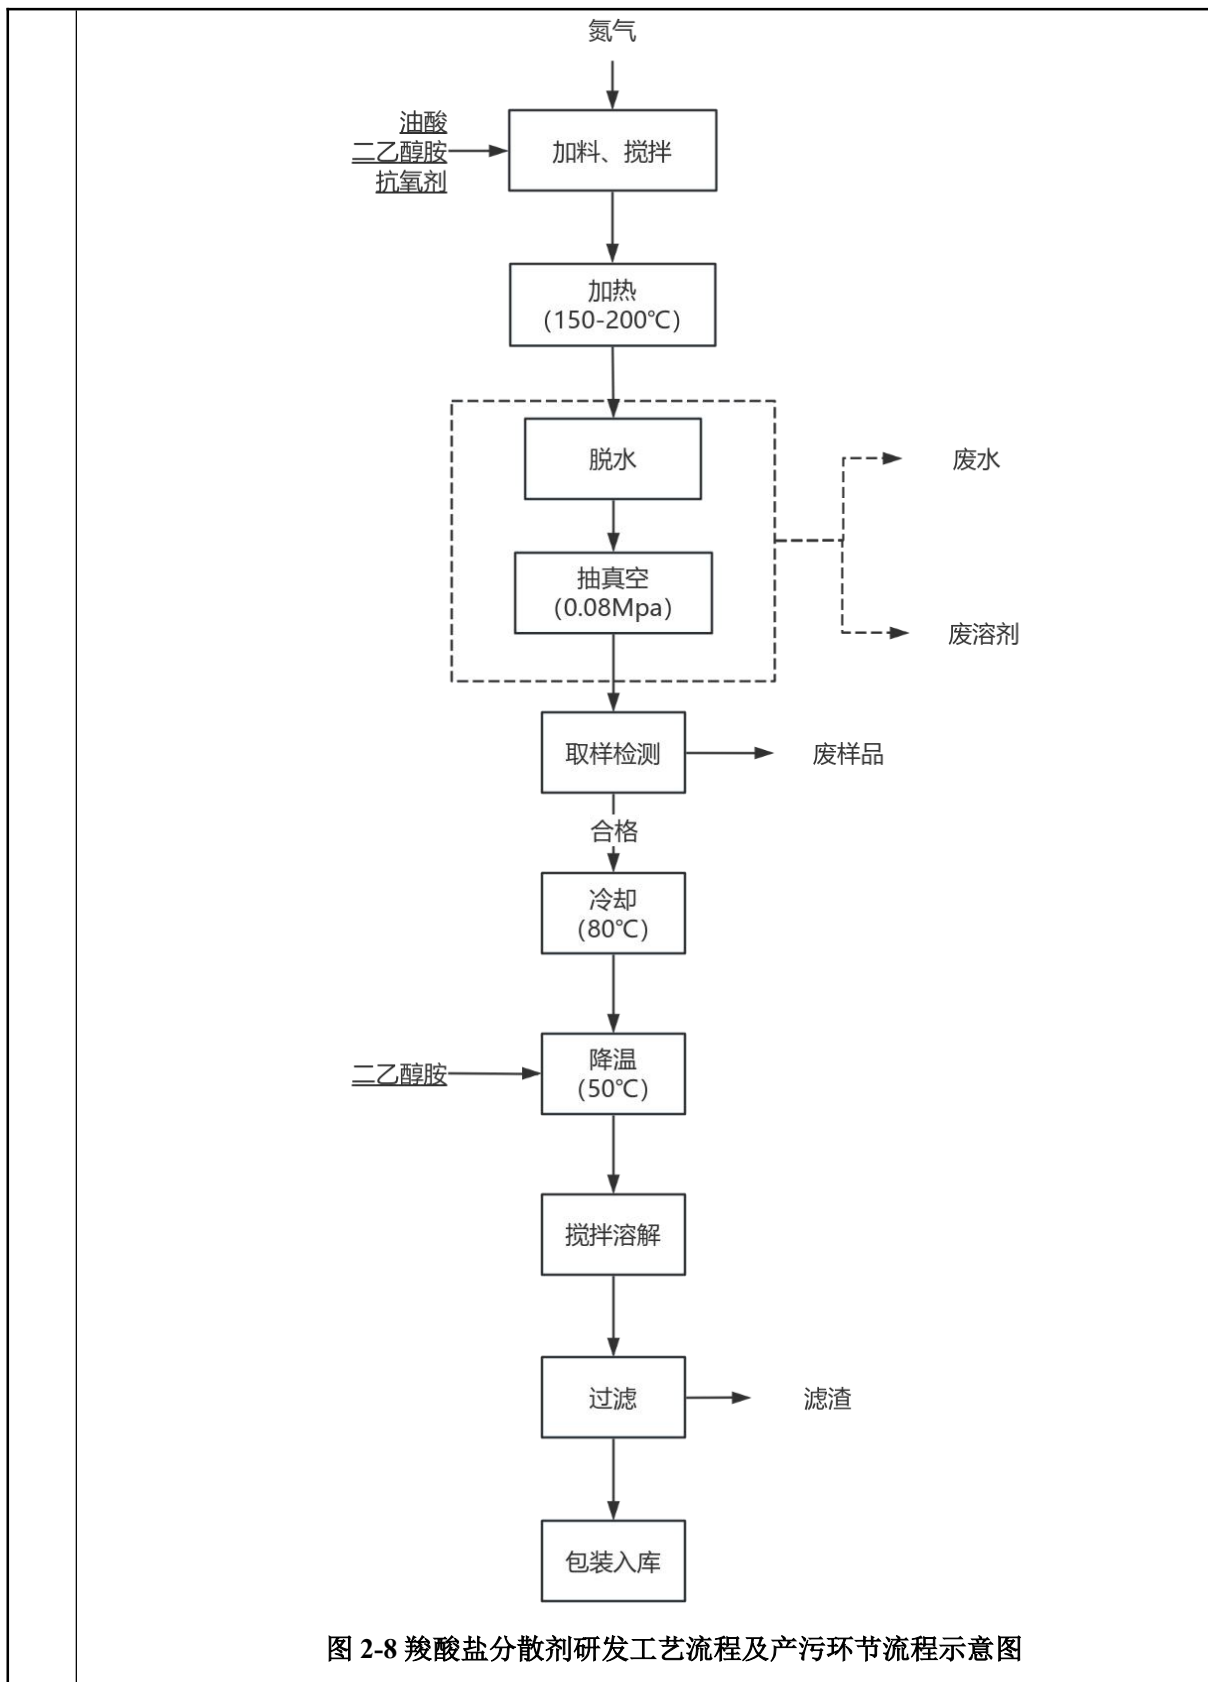 氮气
油酸
二乙醇胺
抗氧剂
加料、搅拌
加热
(150-200℃)
脱水
废水
抽真空
(0.08Mpa)
废溶剂
取样检测
废样品
合格
冷却
(80℃)
二乙醇胺
降温
(50℃)
搅拌溶解
过滤
滤渣
包装入库
图 2-8 羧酸盐分散剂研发工艺流程及产污环节流程示意图